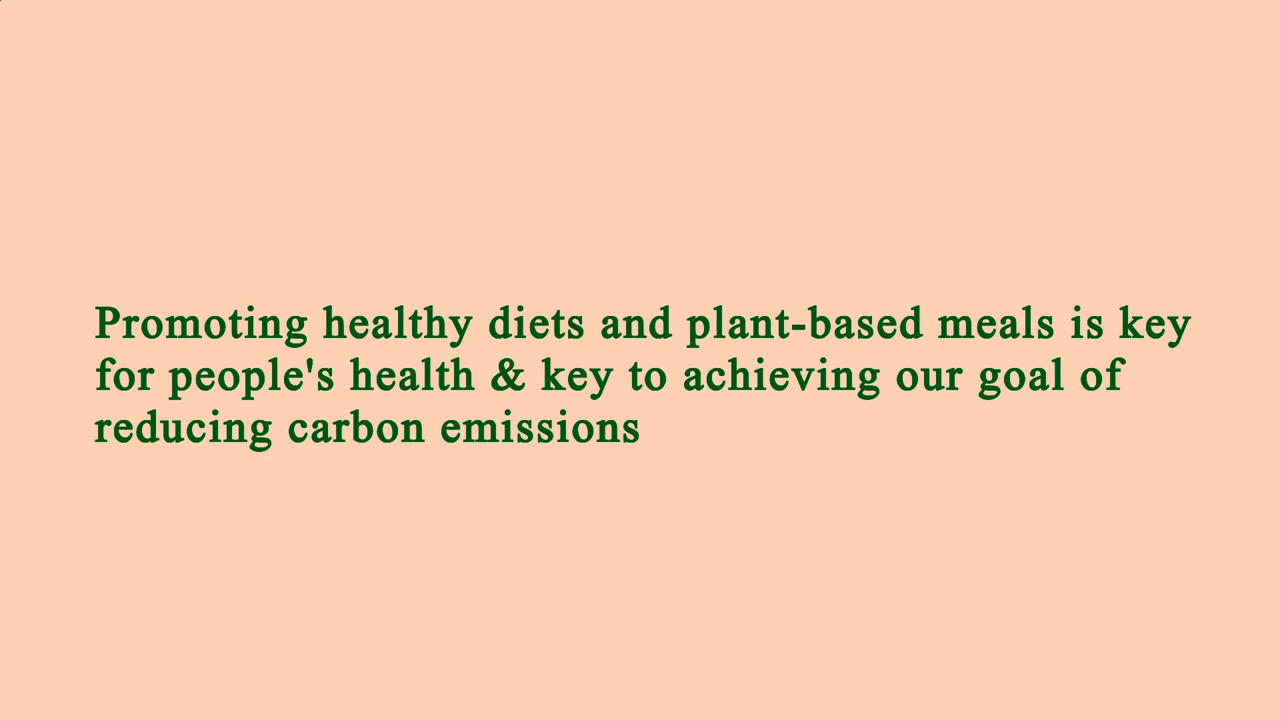 Promoting healthy diets and plant-based meals is key
for people's health & key to achieving our goal of
reducing carbon emissions